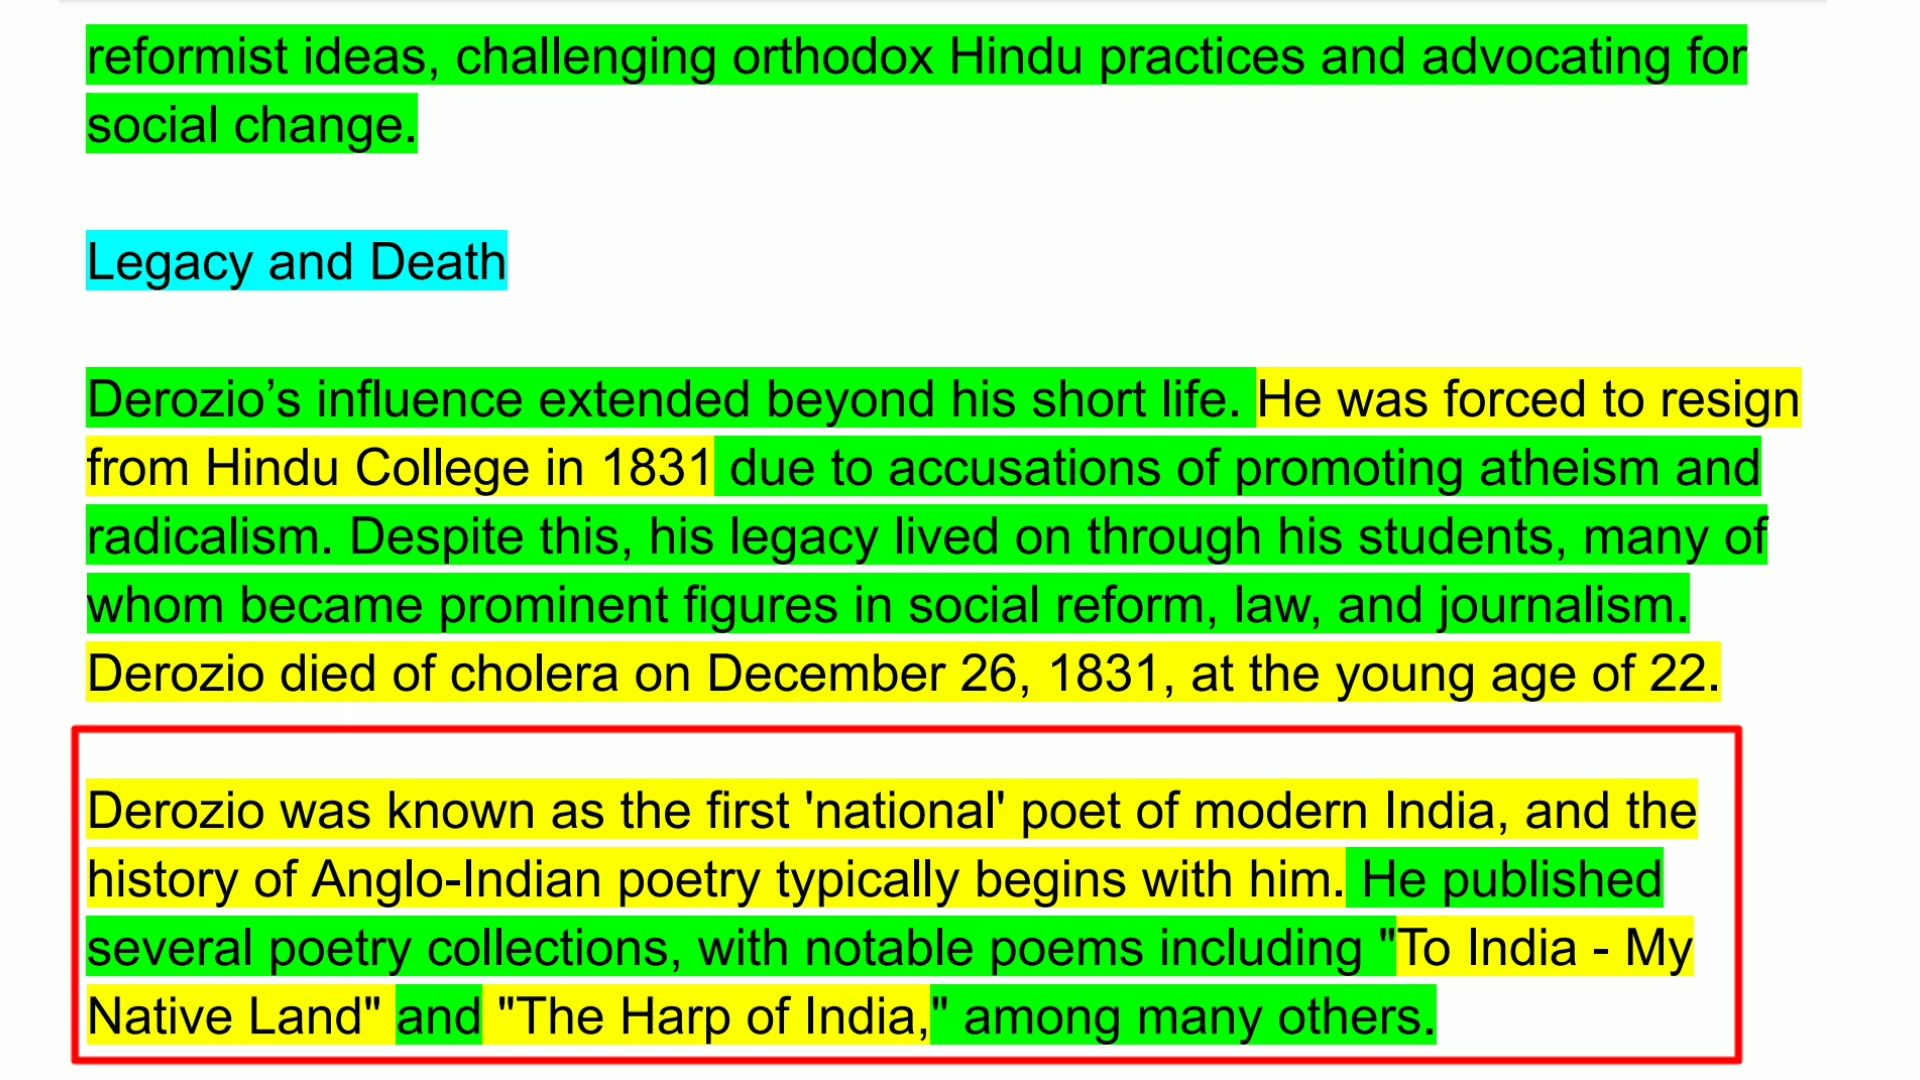 reformist ideas, challenging orthodox Hindu practices and advocating for
social change.
Legacy and Death
Derozio’s influence extended beyond his short life. He was forced to resign
from Hindu College in 1831 due to accusations of promoting atheism and
radicalism. Despite this, his legacy lived on through his students, many of
whom became prominent figures in social reform, law, and journalism.
Derozio died of cholera on December 26, 1831, at the young age of 22.
Derozio was known as the first 'national' poet of modern India, and the
history of Anglo-Indian poetry typically begins with him. He published
several poetry collections, with notable poems including "To India - My
Native Land" and "The Harp of India," among many others.